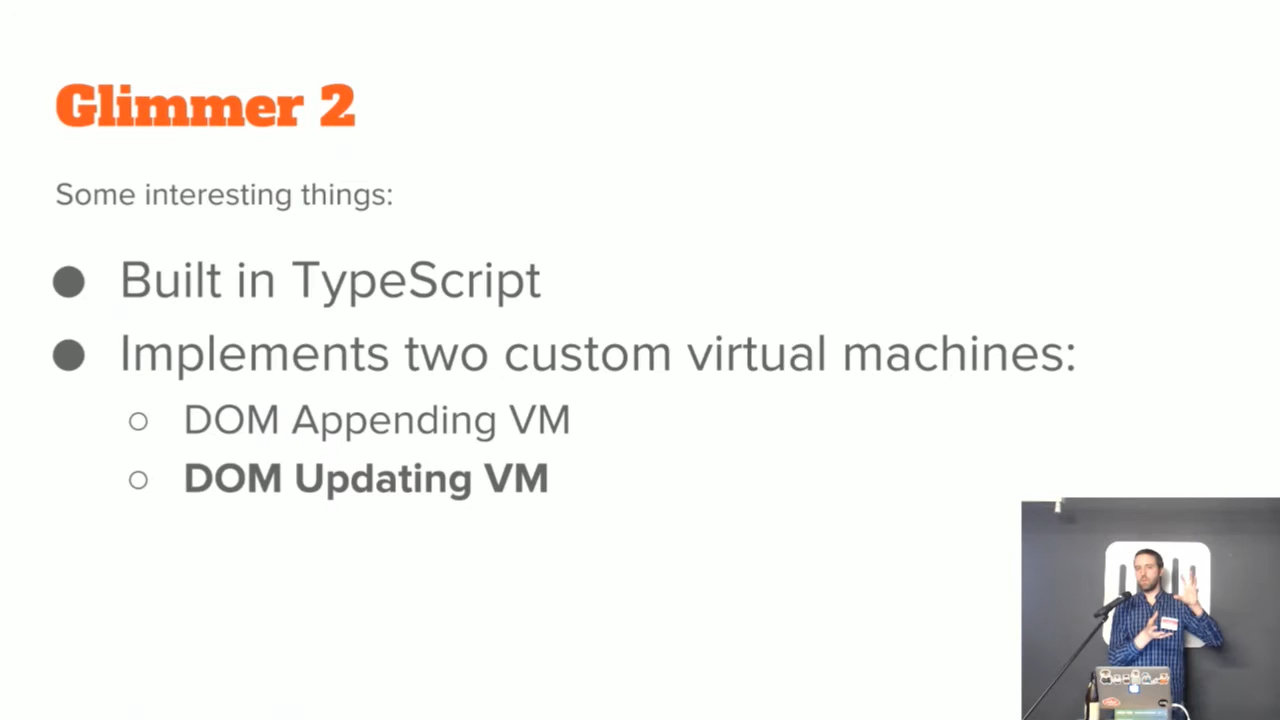 Glimmer 2
Some interesting things:
● Built in TypeScript
● Implements two custom virtual machines:
○ DOM Appending VM
○ DOM Updating VM